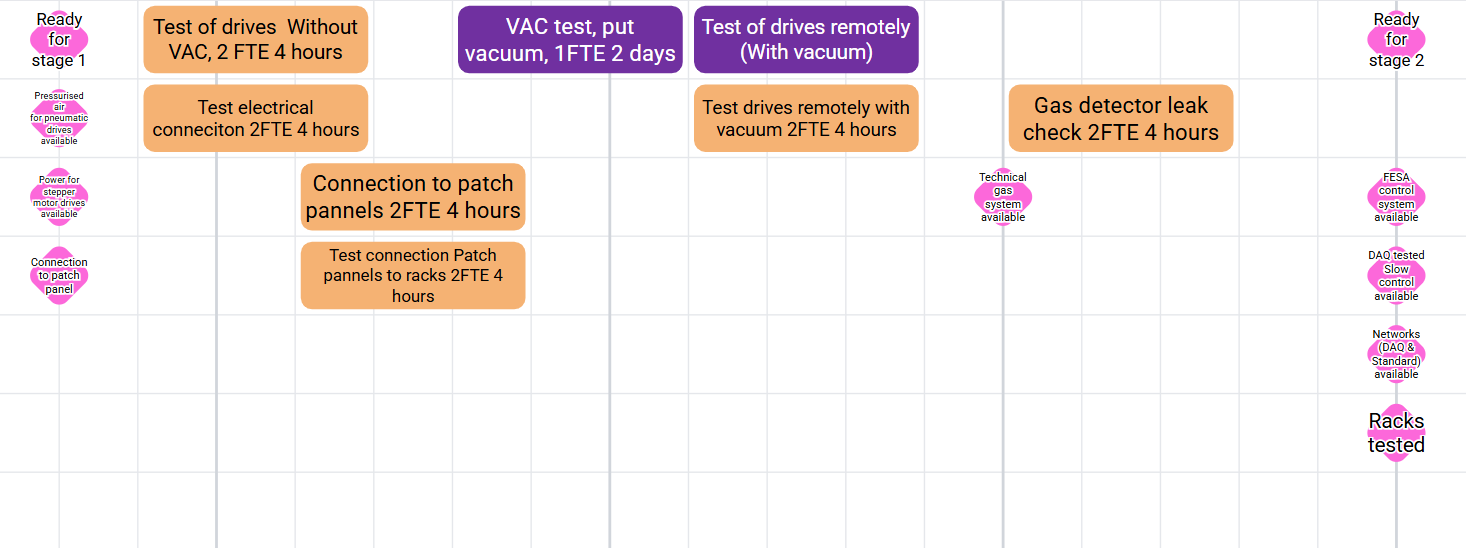 Ready
for
stage 1
Test of drives  Without
VAC, 2 FTE 4 hours
VAC test, put
vacuum, 1FTE 2 days
Test of drives remotely
(With vacuum)
Ready
for
stage 2
Pressurised
air
for pneumatic
drives
available
Test electrical
conneciton 2FTE 4 hours
Test drives remotely with
vacuum 2FTE 4 hours
Gas detector leak
check 2FTE 4 hours
Power for
stepper
motor drives
available
Connection to patch
pannels 2FTE 4 hours
Technical
gas
system
available
FESA
control
system
available
Connection
to patch
panel
Test connection Patch
pannels to racks 2FTE 4
hours
DAQ tested
Slow
control
available
Networks
(DAQ &
Standard)
available
Racks
tested